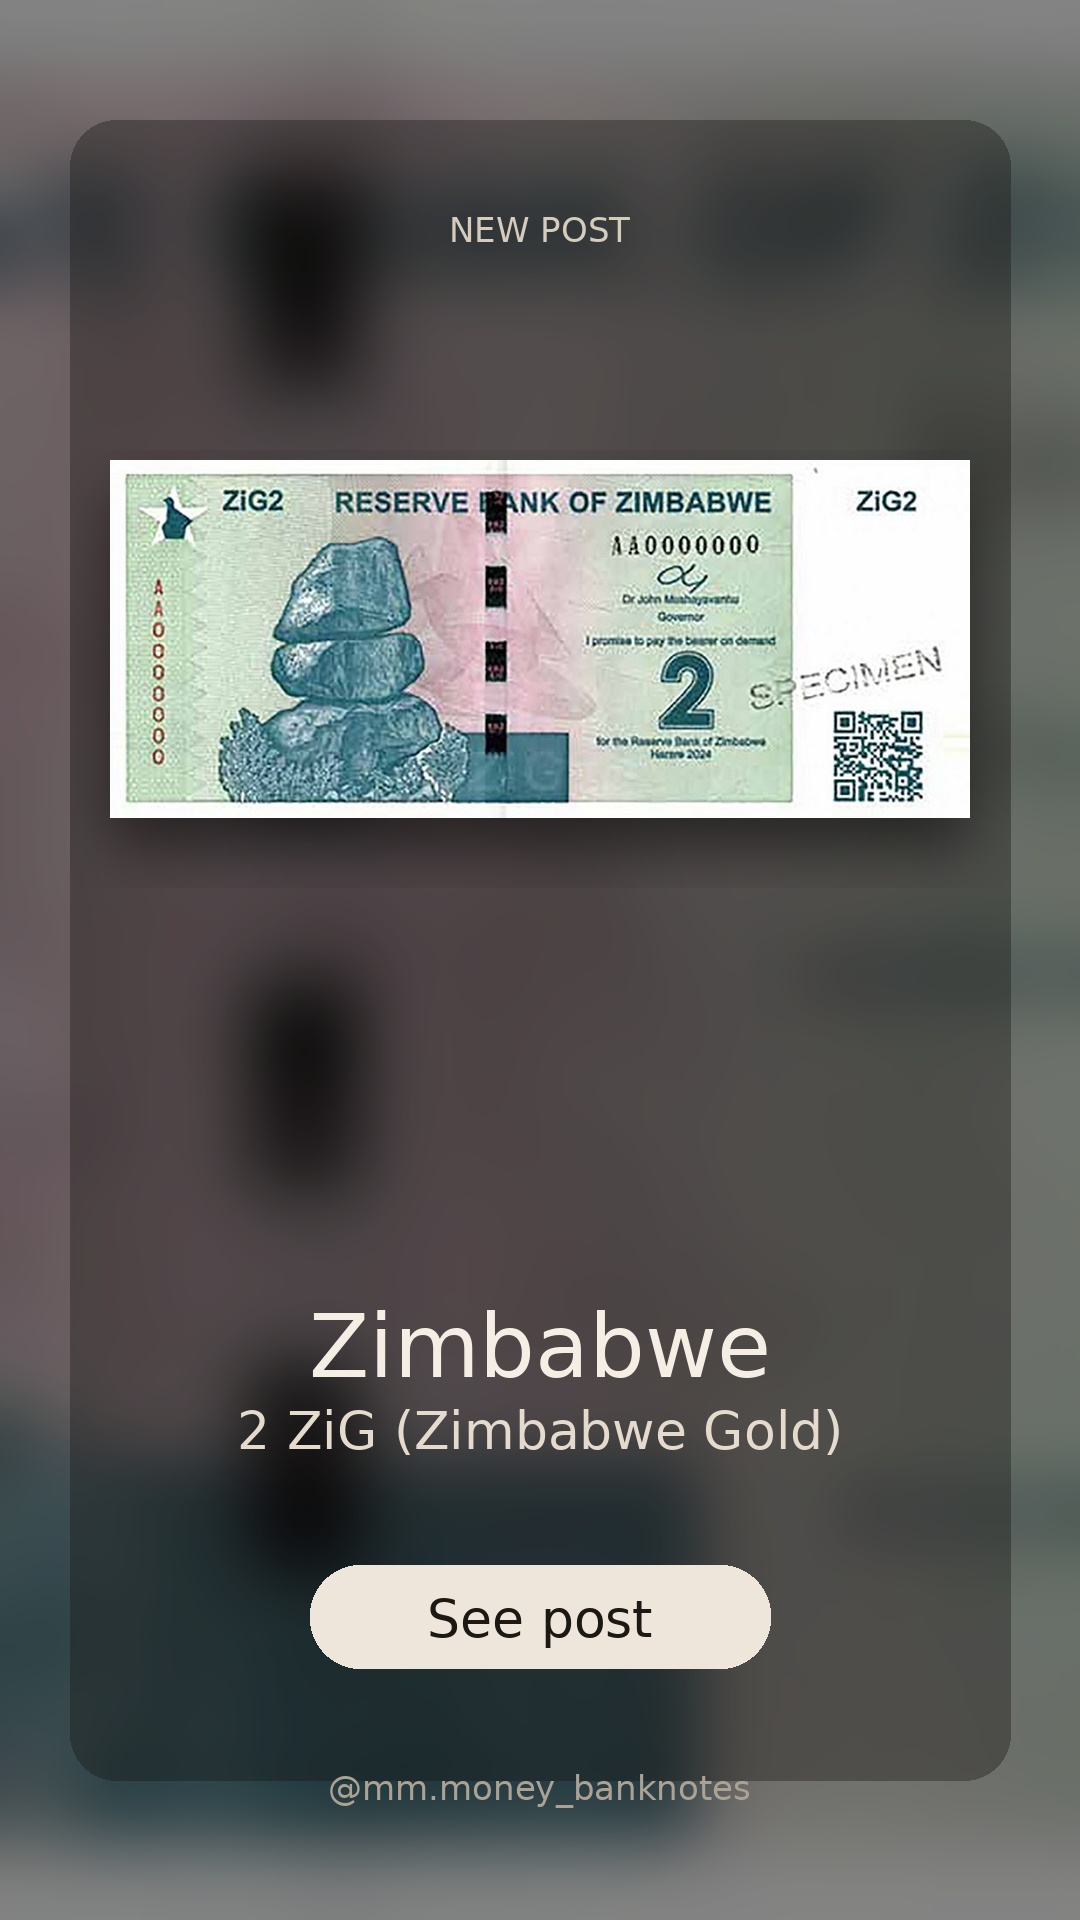 NEW POST
ZiG2
RESERVE BANK OF ZIMBABWE
ZiG2
AA0000000
Dr John Mushayavanhu
Governor
I promise to pay the bearer on demand
2
for the Reserve Bank of Zimbabwe
Harare 2024
AA0000000
SPECIMEN
Zimbabwe
2 ZiG (Zimbabwe Gold)
See post
@mm.money_banknotes